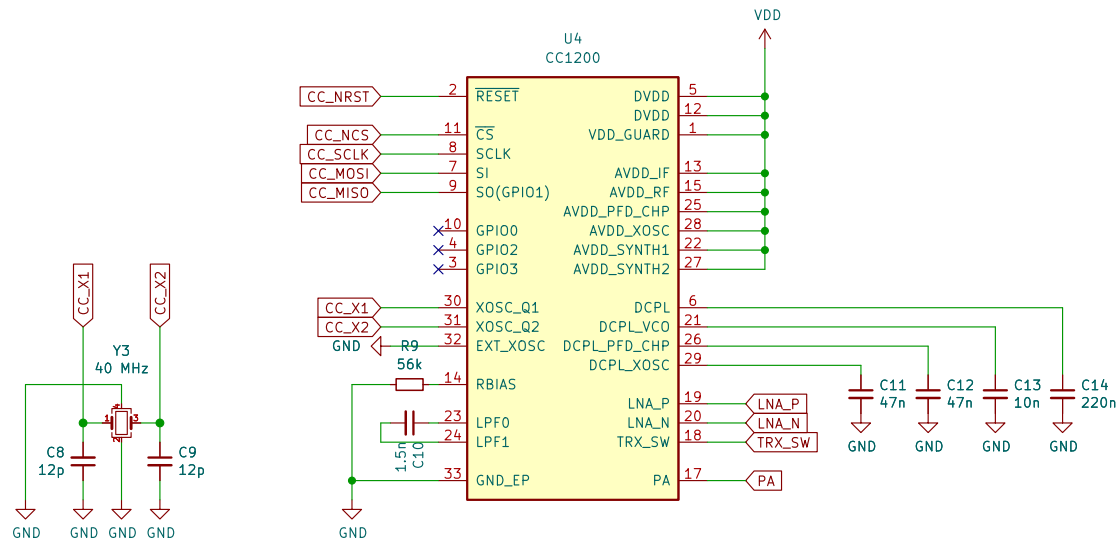 VDD
U4
CC1200
CC_NRST
2
RESET
DVDD
5
DVDD
12
CC_NCS
11
CS
VDD_GUARD
1
CC_SCLK
8
SCLK
CC_MOSI
7
SI
AVDD_IF
13
CC_MISO
9
SO(GPIO1)
AVDD_RF
15
AVDD_PFD_CHP
25
10
GPIO0
AVDD_XOSC
28
4
GPIO2
AVDD_SYNTH1
22
3
GPIO3
AVDD_SYNTH2
27
CC_X1
CC_X2
CC_X1
30
XOSC_Q1
DCPL
6
CC_X2
31
XOSC_Q2
DCPL_VCO
21
GND
32
EXT_XOSC
DCPL_PFD_CHP
26
R9
56k
DCPL_XOSC
29
Y3
40 MHz
14
RBIAS
C11
47n
C12
47n
C13
10n
C14
220n
LNA_P
19
LNA_P
4
1
3
2
23
LPF0
LNA_N
20
LNA_N
24
LPF1
TRX_SW
18
TRX_SW
GND
GND
GND
GND
1.5n
C10
C8
12p
C9
12p
33
GND_EP
PA
17
PA
GND
GND
GND
GND
GND